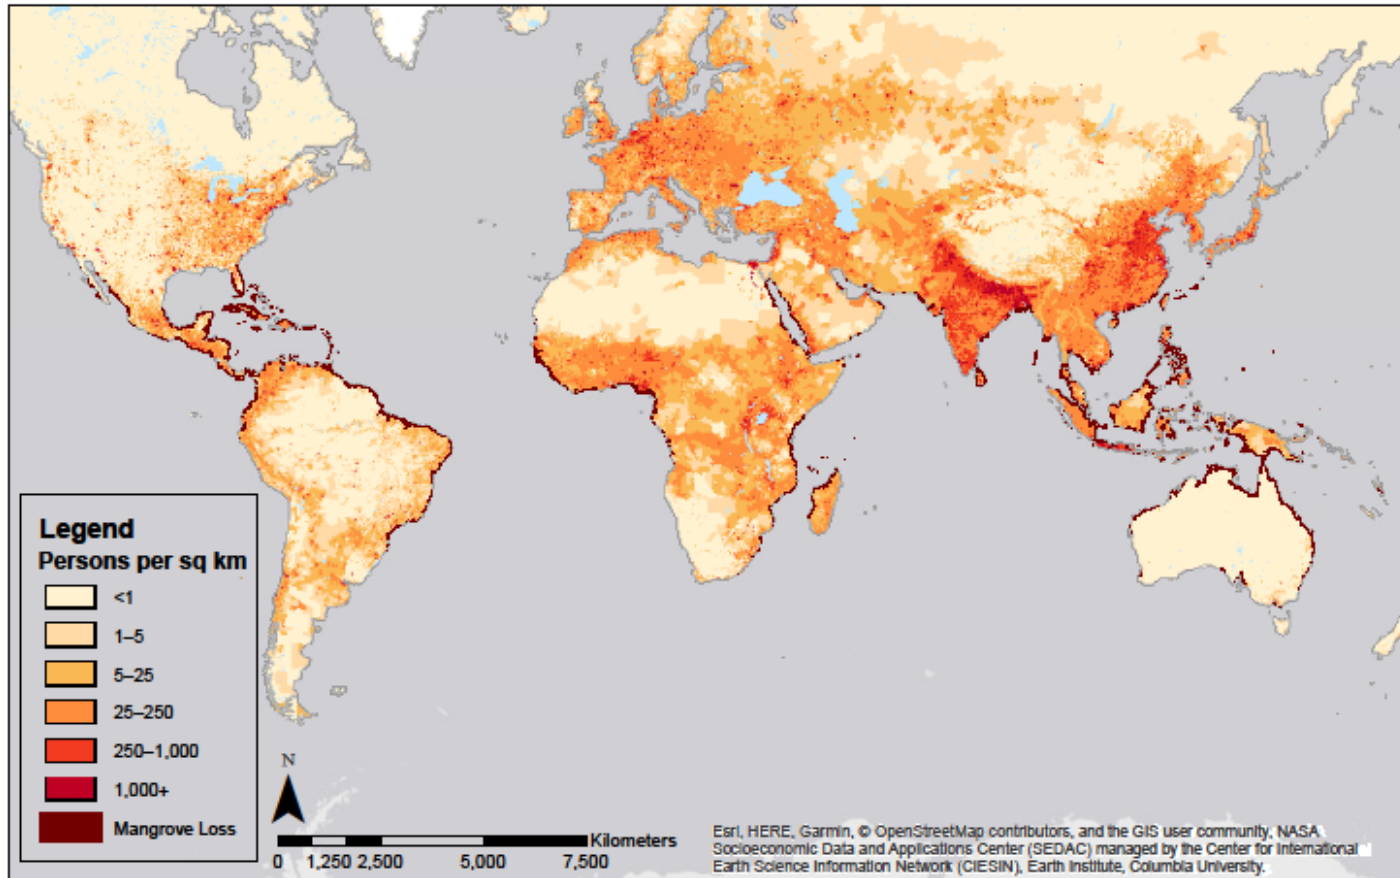 Legend
Persons per sq km
<1
1–5
5–25
25–250
250–1,000
1,000+
Mangrove Loss
N
Kilometers
0 1,250 2,500 5,000 7,500
Esri, HERE, Garmin, © OpenStreetMap contributors, and the GIS user community, NASA
Socioeconomic Data and Applications Center (SEDAC) managed by the Center for International
Earth Science Information Network (CIESIN), Earth Institute, Columbia University.